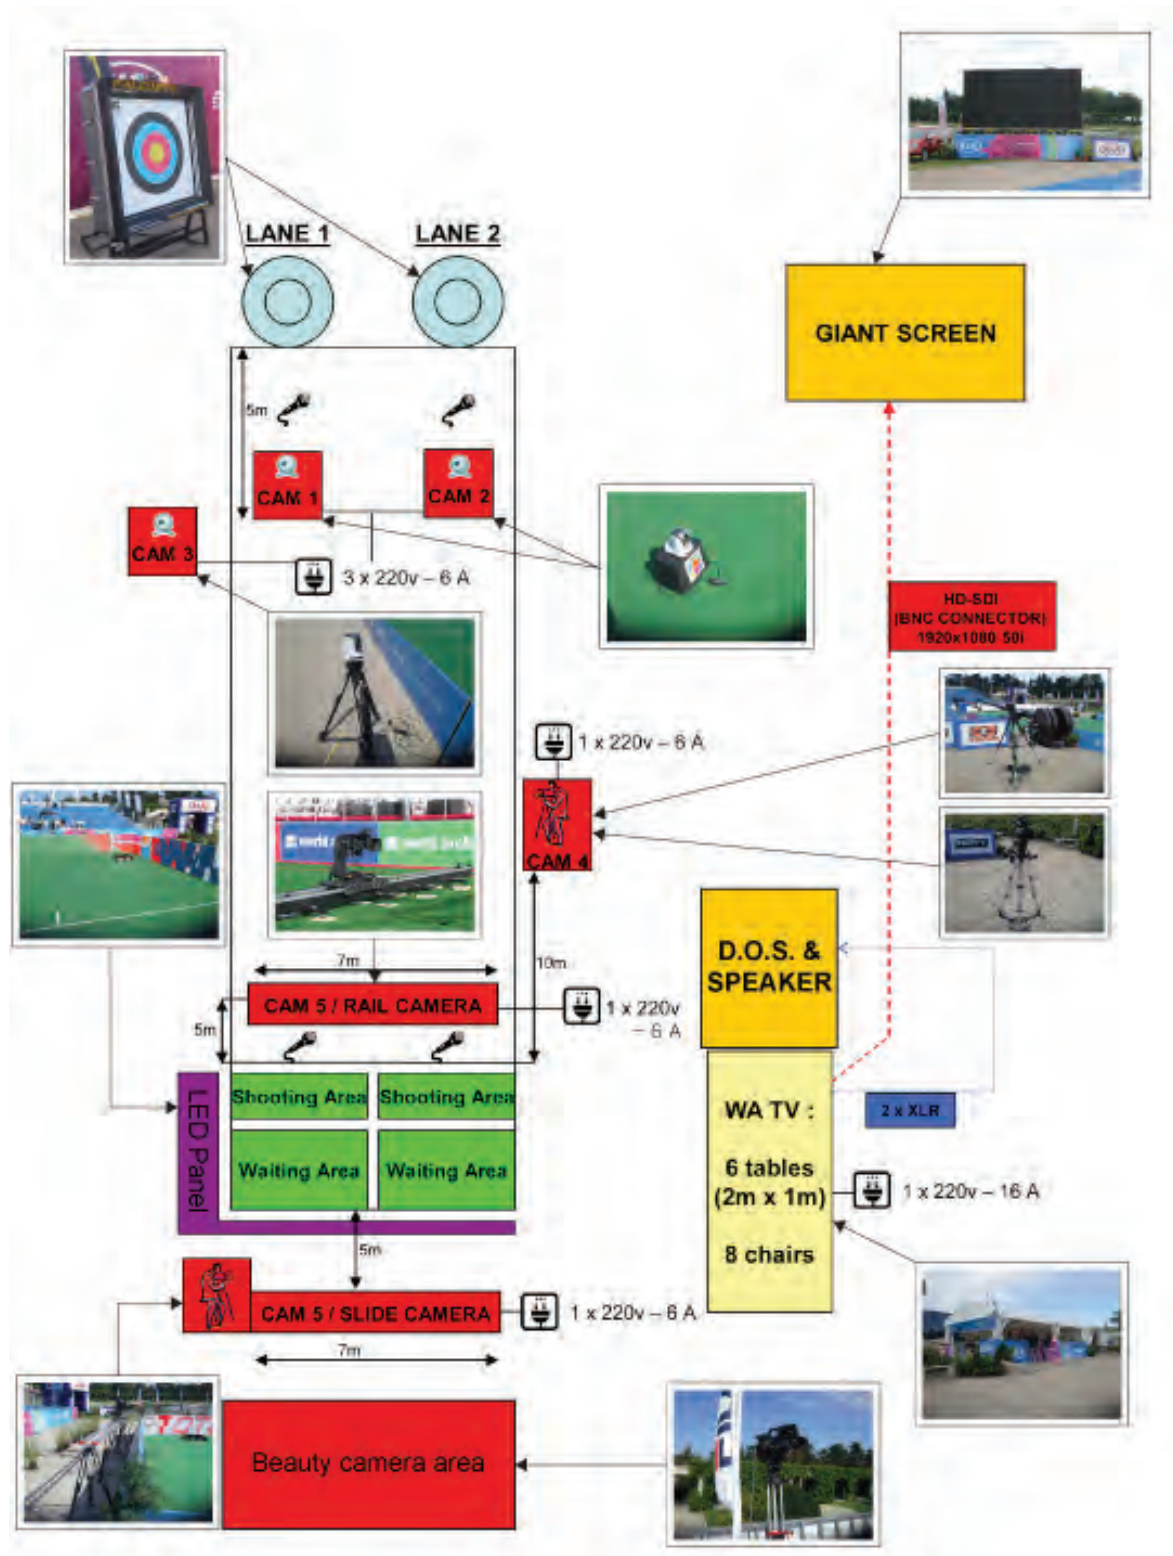 LANE 1
LANE 2
GIANT SCREEN
5m
CAM 1
CAM 2
CAM 3
3 x 220v – 6 A
HD-SDI
(BNC CONNECTOR)
1920x1080 50i
1 x 220v – 6 A
CAM 4
10m
7m
CAM 5 / RAIL CAMERA
1 x 220v
– 6 A
5m
D.O.S. &
SPEAKER
Shooting Area
Shooting Area
LED Panel
Waiting Area
Waiting Area
WA TV :
6 tables
(2m x 1m)
8 chairs
2 x XLR
1 x 220v – 16 A
5m
CAM 5 / SLIDE CAMERA
1 x 220v – 6 A
7m
Beauty camera area